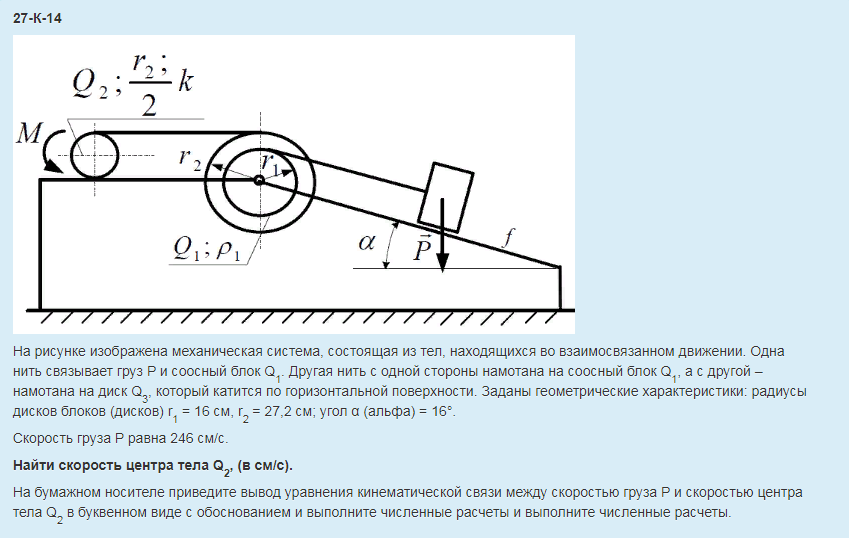 27-К-14
Q₂; r₂; / 2 k
M
r₂
r₁
Q₁; ρ₁
α
P
f
На рисунке изображена механическая система, состоящая из тел, находящихся во взаимосвязанном движении. Одна
нить связывает груз Р и соосный блок Q₁. Другая нить с одной стороны намотана на соосный блок Q₁, а с другой –
намотана на диск Q₃, который катится по горизонтальной поверхности. Заданы геометрические характеристики: радиусы
дисков блоков (дисков) r₁ = 16 см, r₂ = 27,2 см; угол α (альфа) = 16°.
Скорость груза Р равна 246 см/с.
Найти скорость центра тела Q₂, (в см/с).
На бумажном носителе приведите вывод уравнения кинематической связи между скоростью груза Р и скоростью центра
тела Q₂ в буквенном виде с обоснованием и выполните численные расчеты и выполните численные расчеты.